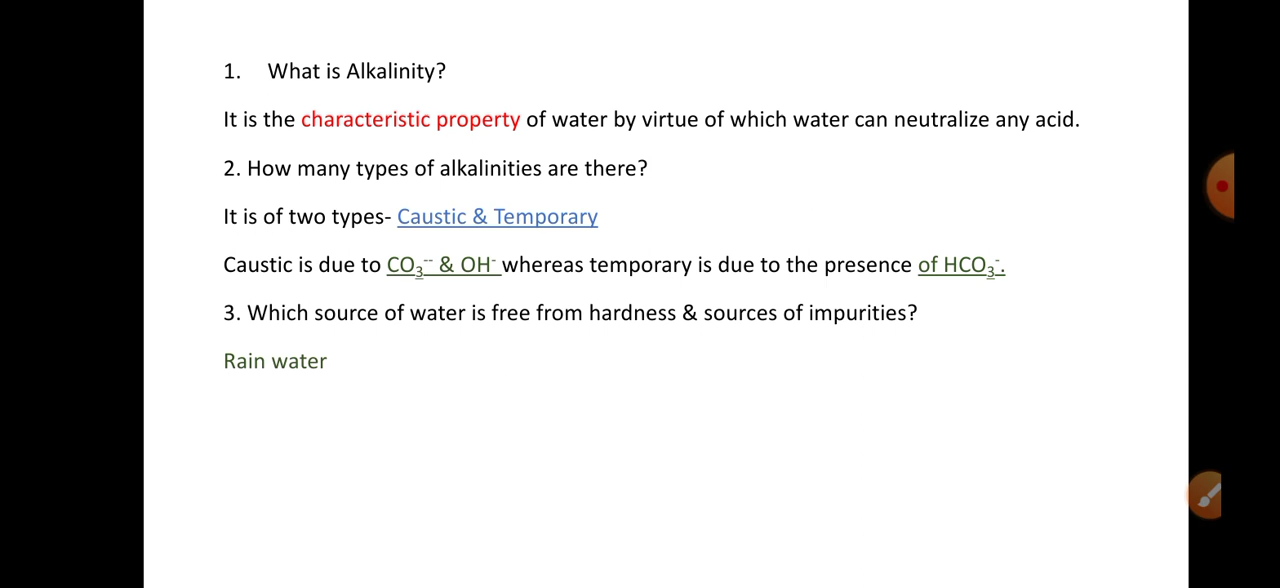 1. What is Alkalinity?
It is the characteristic property of water by virtue of which water can neutralize any acid.
2. How many types of alkalinities are there?
It is of two types- Caustic & Temporary
Caustic is due to CO₃⁻⁻ & OH⁻ whereas temporary is due to the presence of HCO₃⁻.
3. Which source of water is free from hardness & sources of impurities?
Rain water